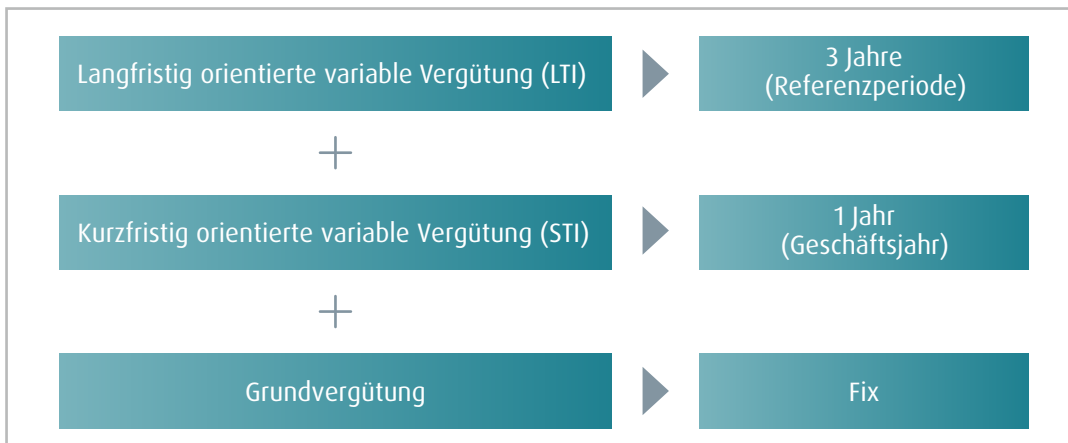 Langfristig orientierte variable Vergütung (LTI)
3 Jahre
(Referenzperiode)
+
Kurzfristig orientierte variable Vergütung (STI)
1 Jahr
(Geschäftsjahr)
+
Grundvergütung
Fix